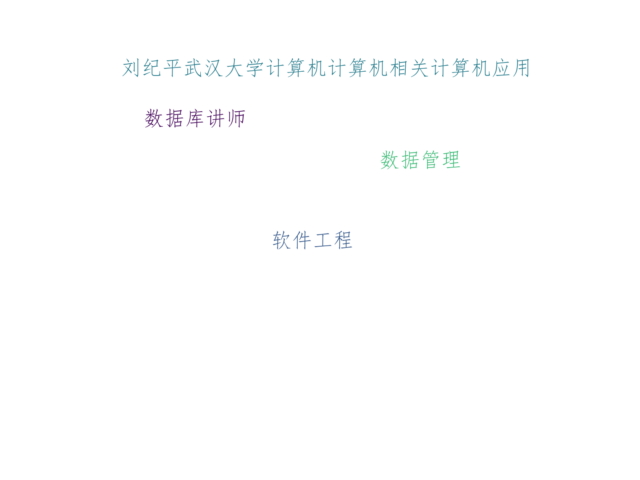 刘纪平武汉大学计算机计算机相关计算机应用
数据库讲师
数据管理
软件工程